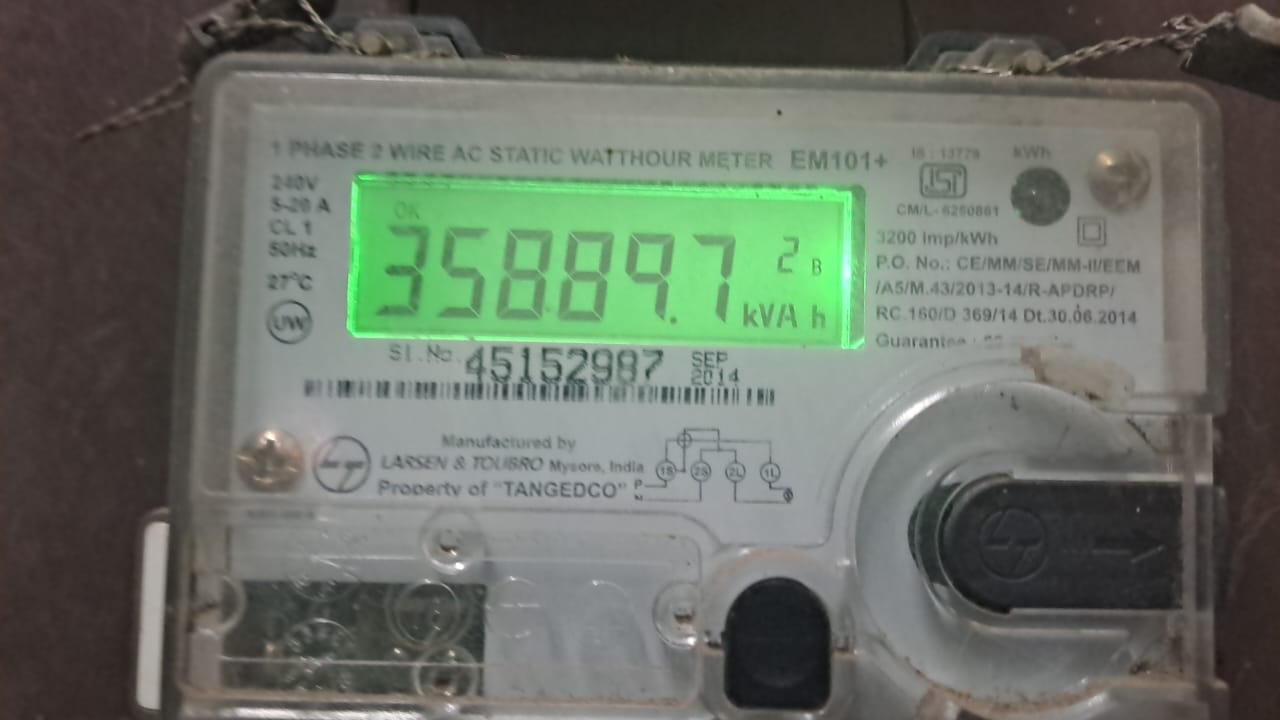 1 PHASE 2 WIRE AC STATIC WATTHOUR METER EM101+
IS : 13779
kWh
240V
5-20 A
CL 1
50Hz
27°C
UW
OK
35889.7 2 B
kVA h
ISI
CM/L- 6250861
3200 Imp/kWh
P.O. No.: CE/MM/SE/MM-II/EEM
/A5/M.43/2013-14/R-APDRP/
RC.160/D 369/14 Dt.30.06.2014
Guarantee :
Sl.No. 45152987 SEP 2014
Manufactured by
LARSEN & TOUBRO Mysore, India
Property of "TANGEDCO"
P
N
1S 2S 2L 1L